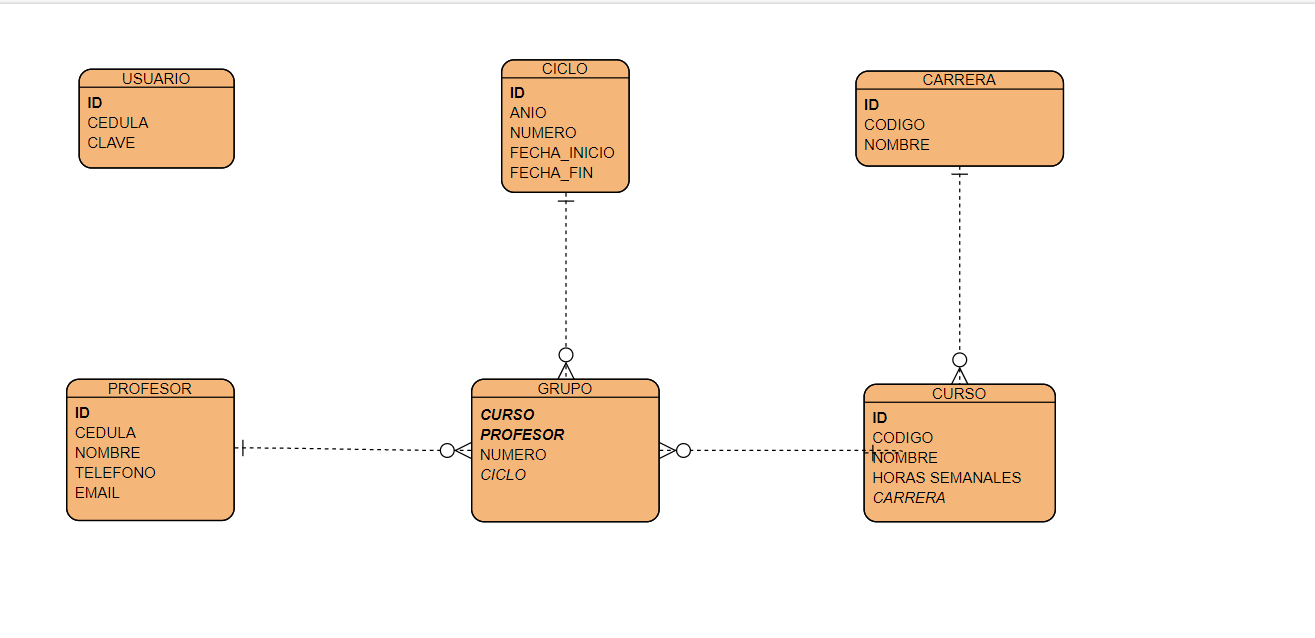 USUARIO
ID
CEDULA
CLAVE
CICLO
ID
ANIO
NUMERO
FECHA_INICIO
FECHA_FIN
CARRERA
ID
CODIGO
NOMBRE
PROFESOR
ID
CEDULA
NOMBRE
TELEFONO
EMAIL
GRUPO
CURSO
PROFESOR
NUMERO
CICLO
CURSO
ID
CODIGO
NOMBRE
HORAS SEMANALES
CARRERA